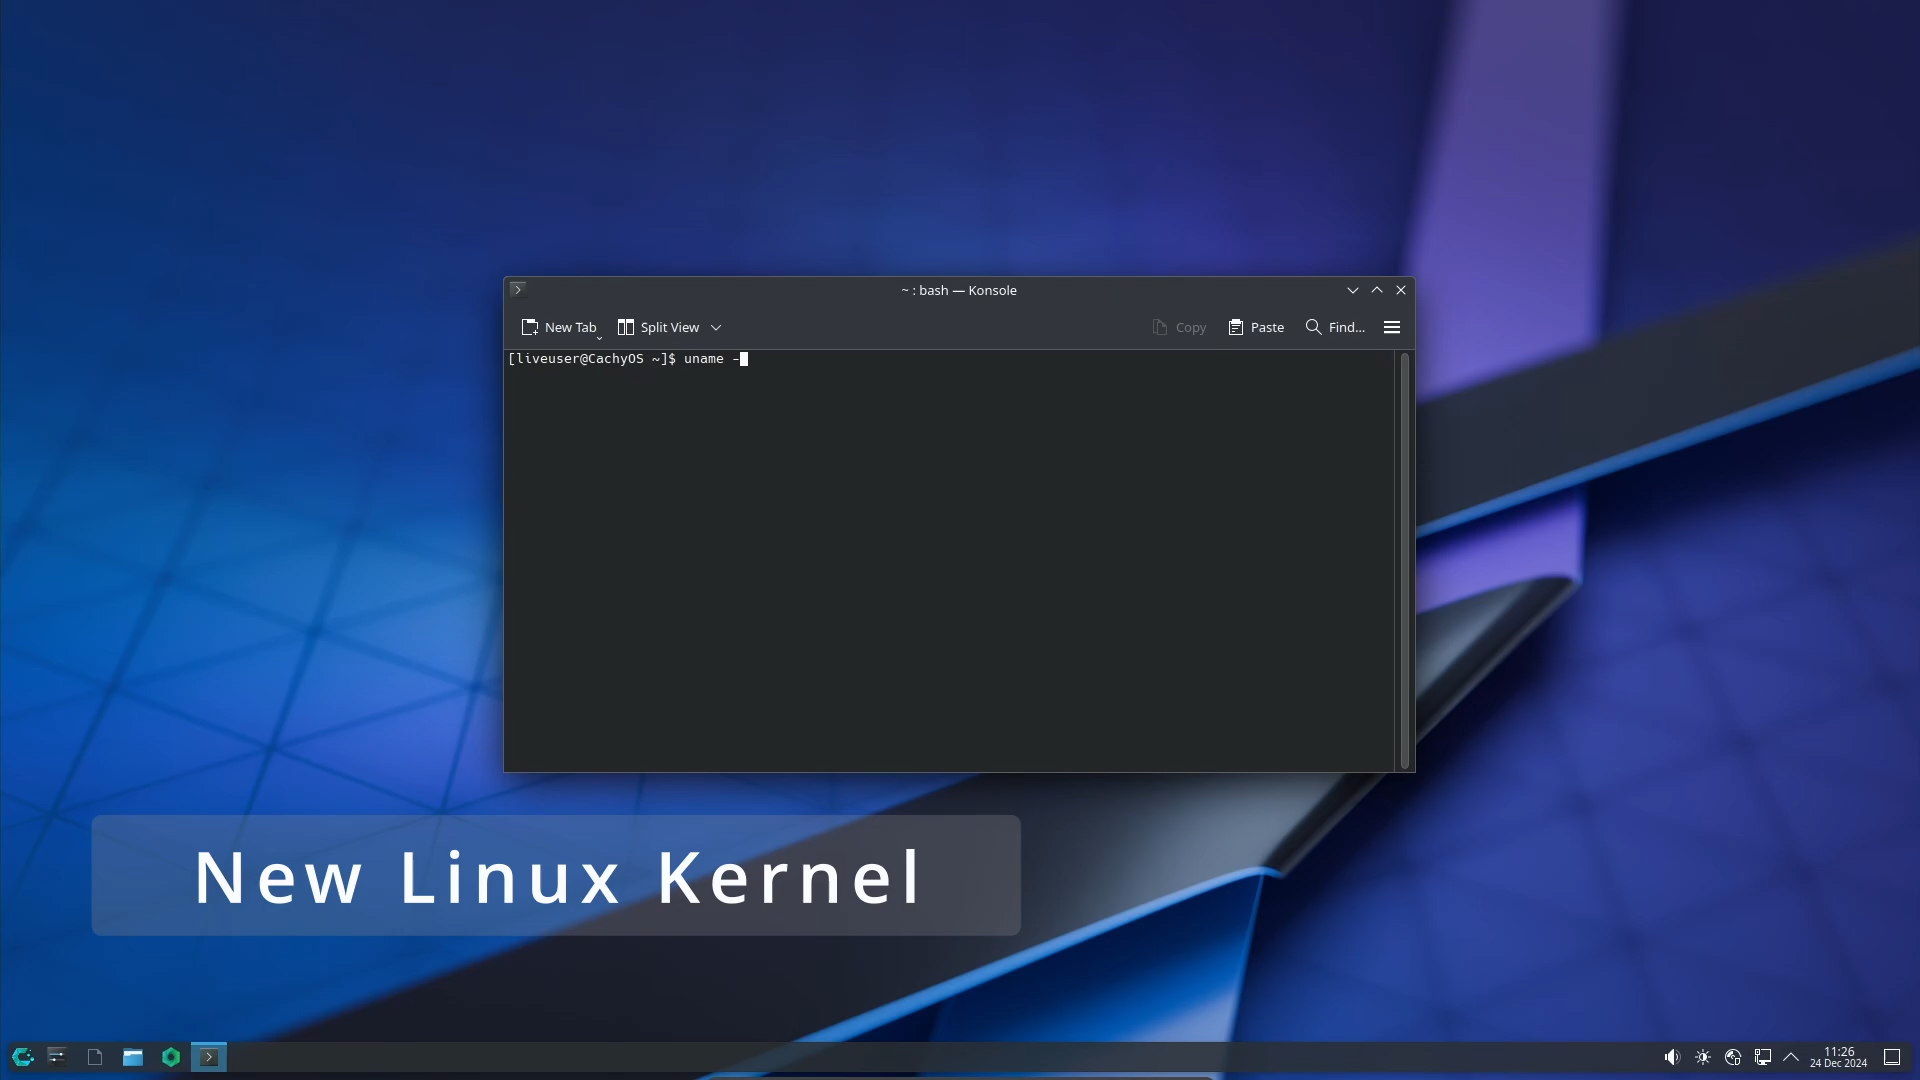 ~ : bash — Konsole
New Tab
Split View
Copy
Paste
Find...
[liveuser@CachyOS ~]$ uname -
New Linux Kernel
11:26
24 Dec 2024